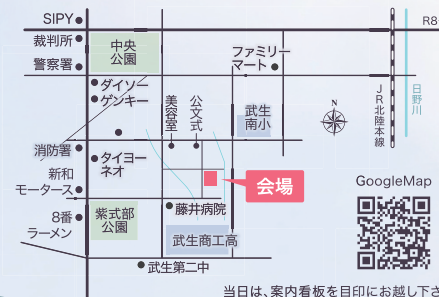 SIPY
R8
裁判所
中央
公園
ファミリー
マート
警察署
ダイソー
ゲンキー
美容室
公文式
武生
南小
N
JR北陸本線
日野川
消防署
タイヨー
ネオ
新和
モータース
会場
GoogleMap
8番
ラーメン
紫式部
公園
藤井病院
武生商工高
武生第二中
当日は、案内看板を目印にお越し下さ